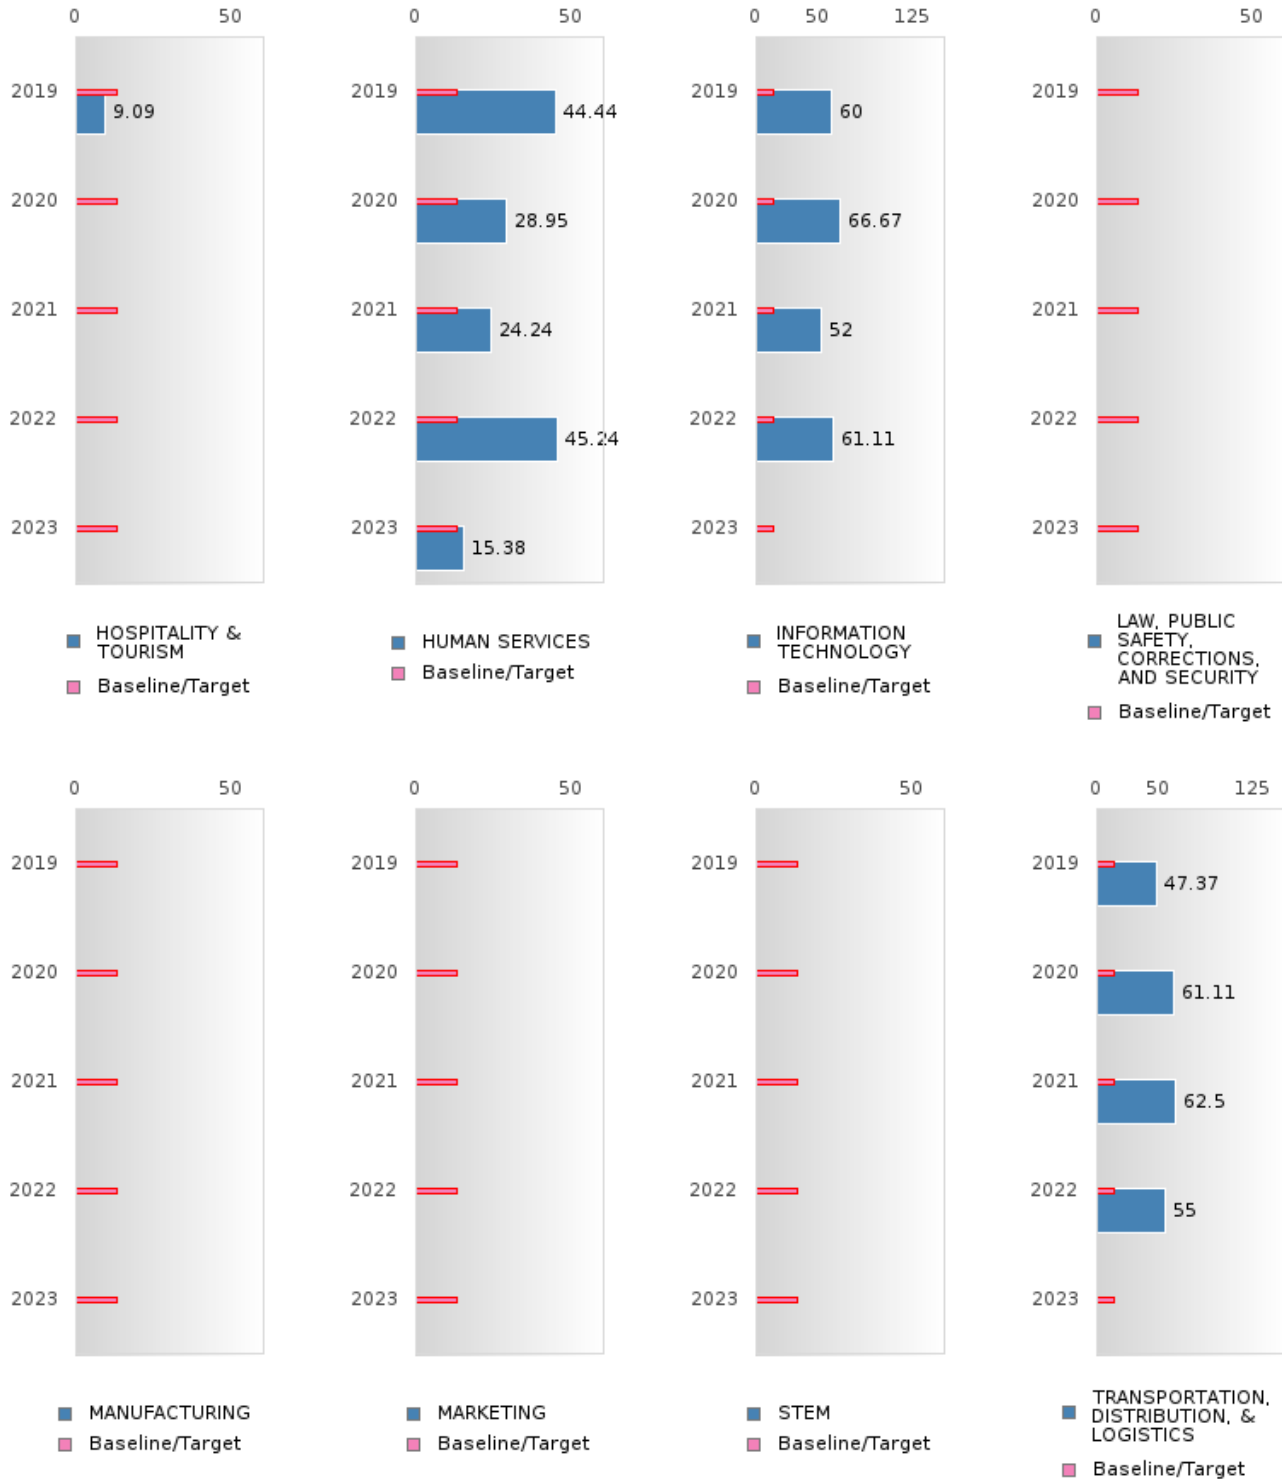 0 50
2019
9.09
2020
2021
2022
2023
HOSPITALITY &
TOURISM
Baseline/Target
0 50
2019
44.44
2020
28.95
2021
24.24
2022
45.24
2023
15.38
HUMAN SERVICES
Baseline/Target
0 50 125
2019
60
2020
66.67
2021
52
2022
61.11
2023
INFORMATION
TECHNOLOGY
Baseline/Target
0 50
2019
2020
2021
2022
2023
LAW, PUBLIC
SAFETY,
CORRECTIONS,
AND SECURITY
Baseline/Target
0 50
2019
2020
2021
2022
2023
MANUFACTURING
Baseline/Target
0 50
2019
2020
2021
2022
2023
MARKETING
Baseline/Target
0 50
2019
2020
2021
2022
2023
STEM
Baseline/Target
0 50 125
2019
47.37
2020
61.11
2021
62.5
2022
55
2023
TRANSPORTATION,
DISTRIBUTION, &
LOGISTICS
Baseline/Target